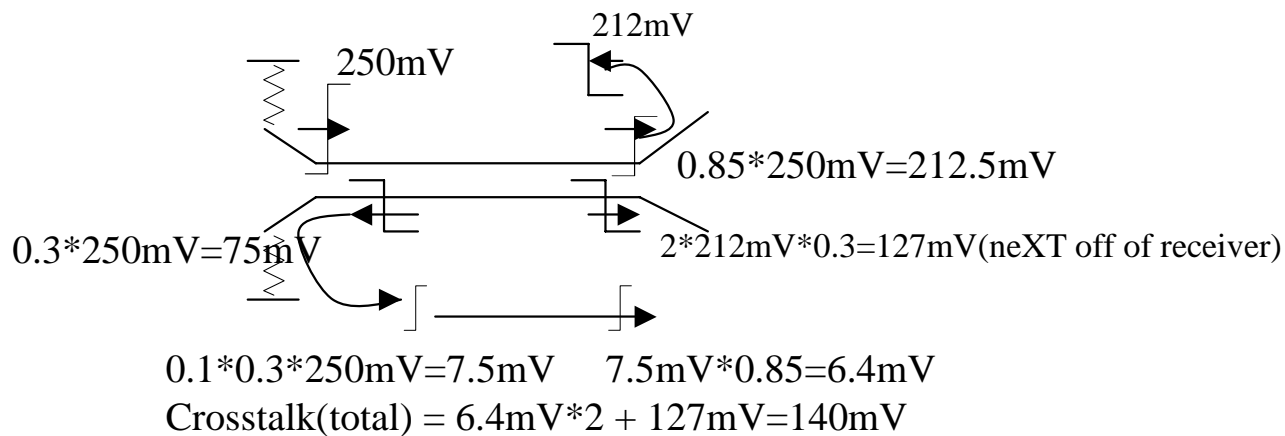 212mV
250mV
0.85*250mV=212.5mV
0.3*250mV=75mV
2*212mV*0.3=127mV(neXT off of receiver)
0.1*0.3*250mV=7.5mV 7.5mV*0.85=6.4mV
Crosstalk(total) = 6.4mV*2 + 127mV=140mV